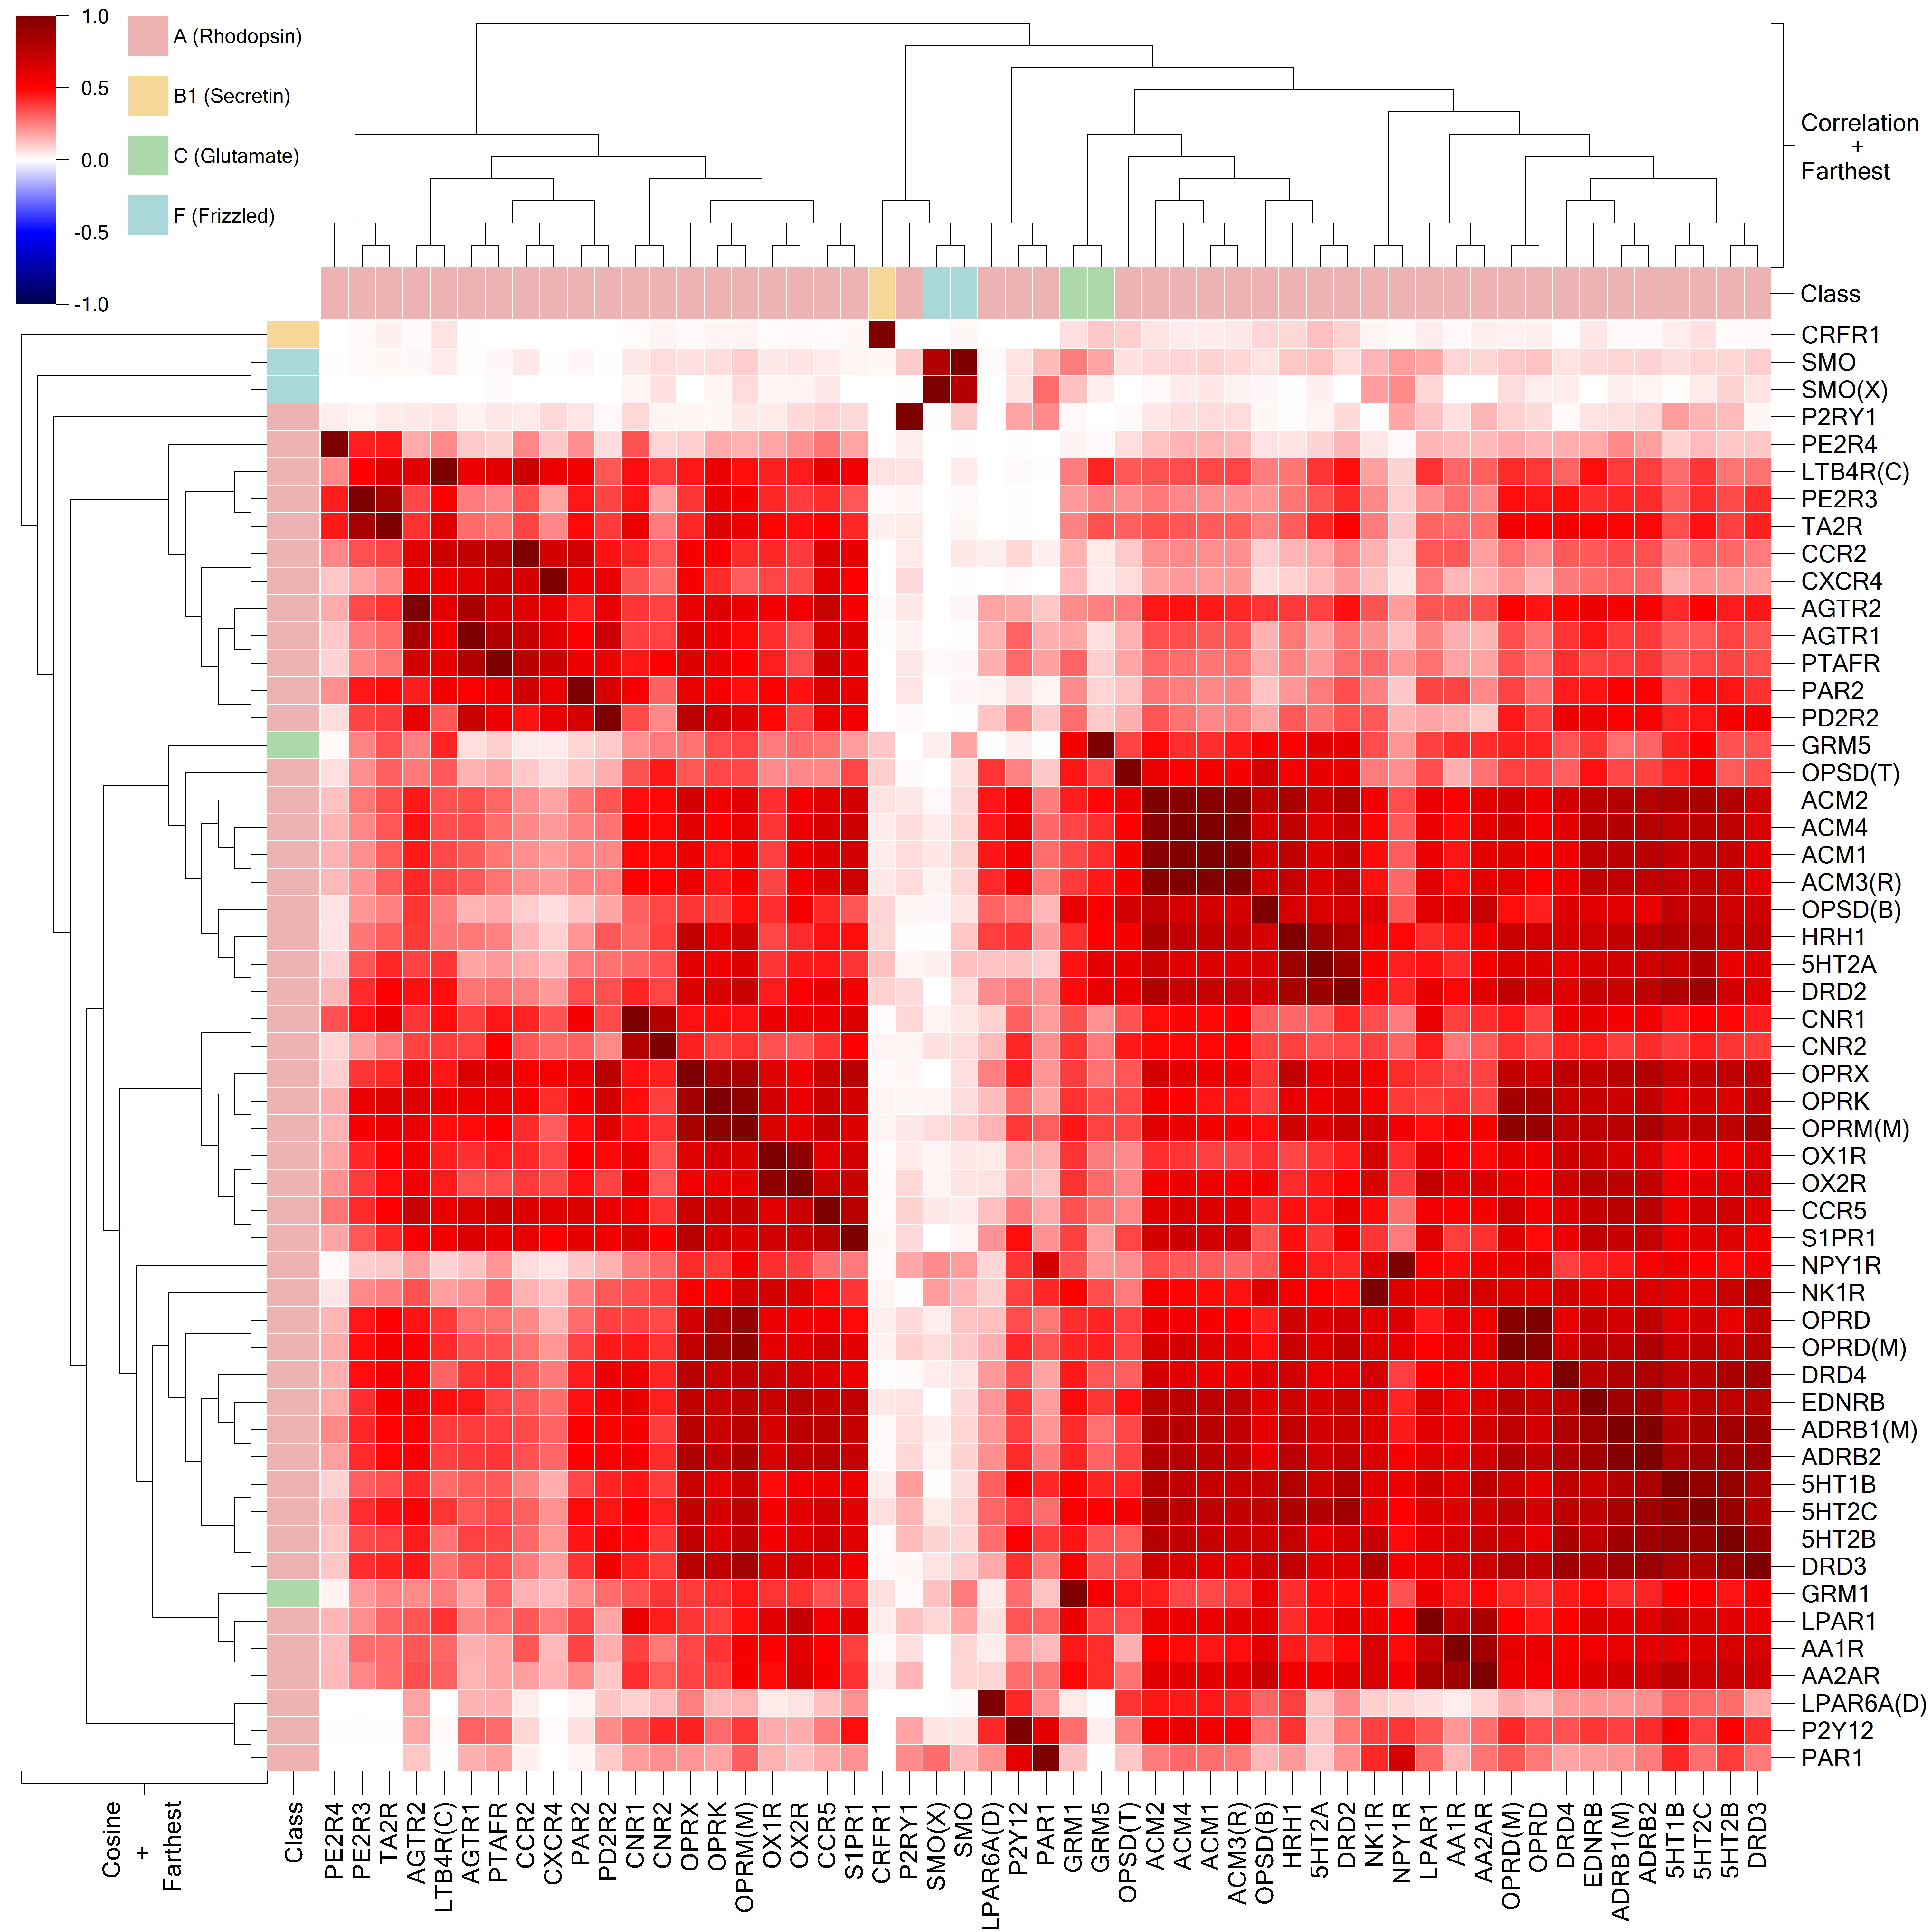 1.0
0.5
0.0
-0.5
-1.0
A (Rhodopsin)
B1 (Secretin)
C (Glutamate)
F (Frizzled)
Correlation
+
Farthest
Class
CRFR1
SMO
SMO(X)
P2RY1
PE2R4
LTB4R(C)
PE2R3
TA2R
CCR2
CXCR4
AGTR2
AGTR1
PTAFR
PAR2
PD2R2
GRM5
OPSD(T)
ACM2
ACM4
ACM1
ACM3(R)
OPSD(B)
HRH1
5HT2A
DRD2
CNR1
CNR2
OPRX
OPRK
OPRM(M)
OX1R
OX2R
CCR5
S1PR1
NPY1R
NK1R
OPRD
OPRD(M)
DRD4
EDNRB
ADRB1(M)
ADRB2
5HT1B
5HT2C
5HT2B
DRD3
GRM1
LPAR1
AA1R
AA2AR
LPAR6A(D)
P2Y12
PAR1
Cosine
+
Farthest
Class
PE2R4
PE2R3
TA2R
AGTR2
LTB4R(C)
AGTR1
PTAFR
CCR2
CXCR4
PAR2
PD2R2
CNR1
CNR2
OPRX
OPRK
OPRM(M)
OX1R
OX2R
CCR5
S1PR1
CRFR1
P2RY1
SMO(X)
SMO
LPAR6A(D)
P2Y12
PAR1
GRM1
GRM5
OPSD(T)
ACM2
ACM4
ACM1
ACM3(R)
OPSD(B)
HRH1
5HT2A
DRD2
NK1R
NPY1R
LPAR1
AA1R
AA2AR
OPRD(M)
OPRD
DRD4
EDNRB
ADRB1(M)
ADRB2
5HT1B
5HT2C
5HT2B
DRD3